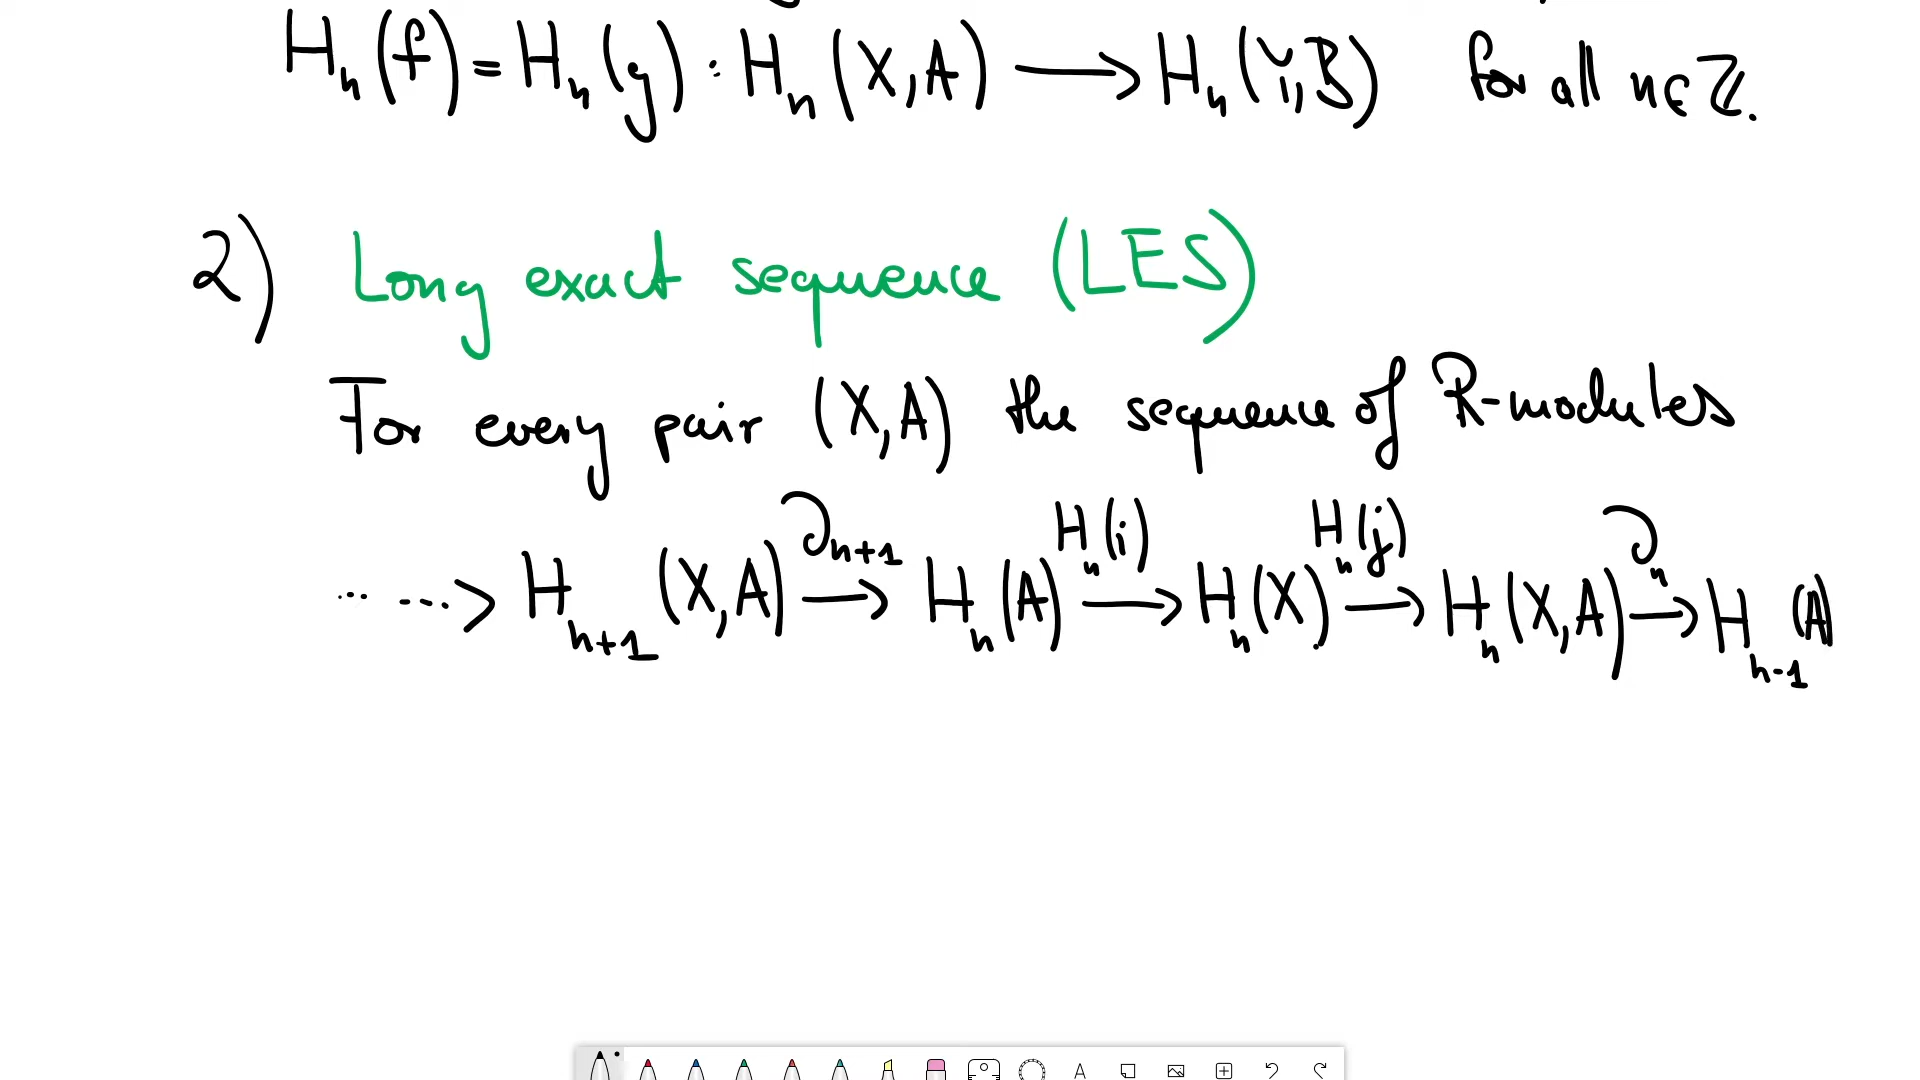 Hₙ(f) = Hₙ(g) : Hₙ(X,A) ⟶ Hₙ(Y,B) for all n∈ℤ.
2) Long exact sequence (LES)
For every pair (X,A) the sequence of R-modules
... ...→ Hₙ₊₁(X,A) —∂ₙ₊₁→ Hₙ(A) —Hₙ(i)→ Hₙ(X) —Hₙ(j)→ Hₙ(X,A) —∂ₙ→ Hₙ₋₁(A)